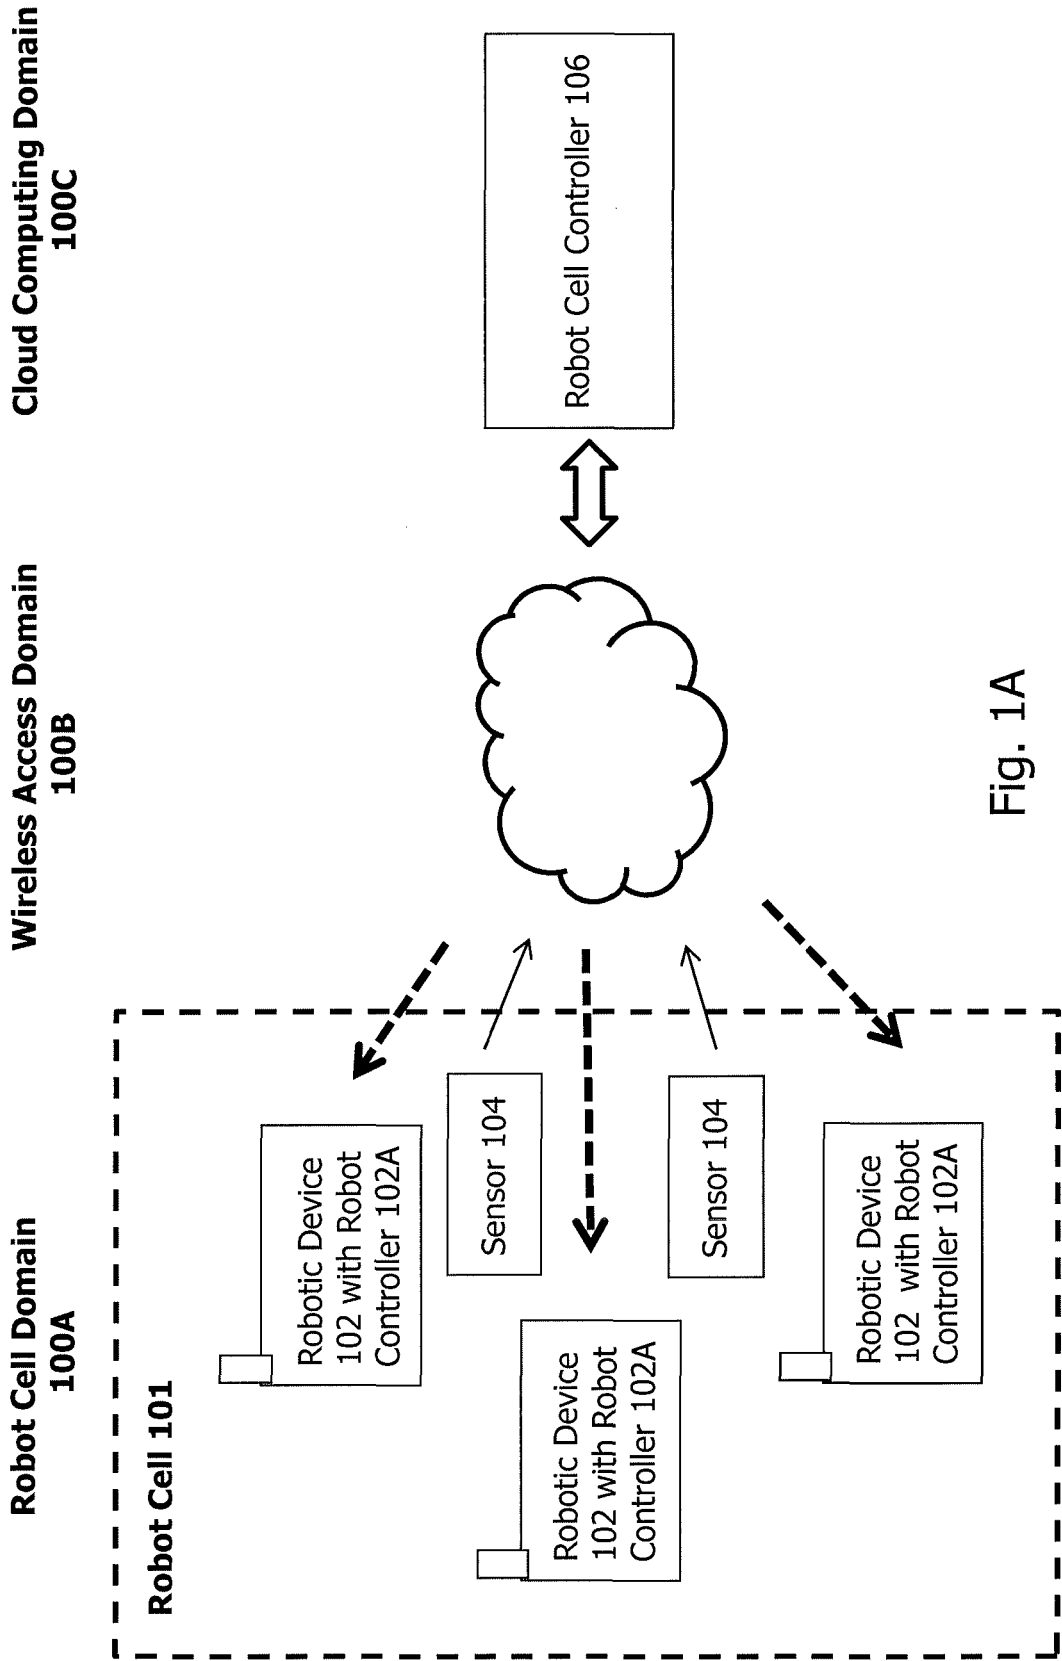 Robot Cell Domain
100A
Wireless Access Domain
100B
Cloud Computing Domain
100C
Robot Cell 101
Robotic Device
102 with Robot
Controller 102A
Sensor 104
Robotic Device
102 with Robot
Controller 102A
Sensor 104
Robotic Device
102 with Robot
Controller 102A
Robot Cell Controller 106
Fig. 1A